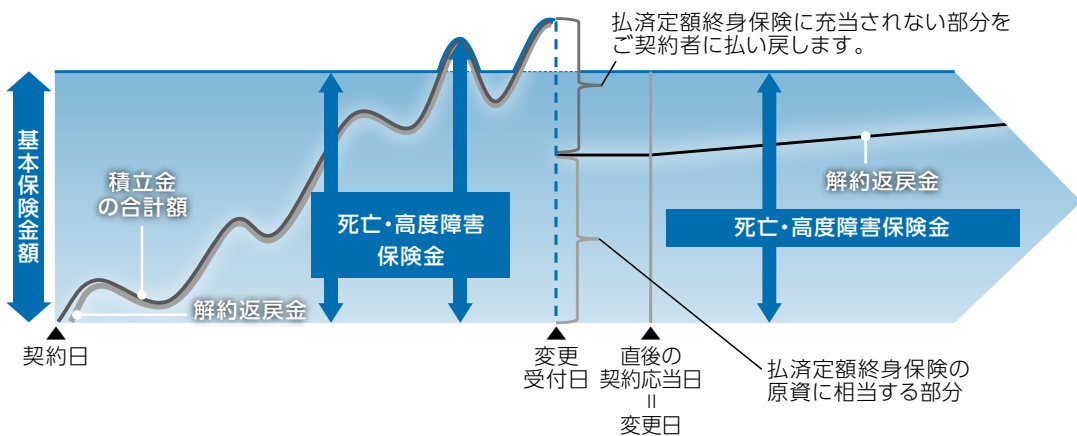 払済定額終身保険に充当されない部分を
ご契約者に払い戻します。
基本保険金額
積立金
の合計額
死亡・高度障害
保険金
解約返戻金
解約返戻金
死亡・高度障害保険金
契約日
変更
受付日
直後の
契約応当日
=
変更日
払済定額終身保険の
原資に相当する部分